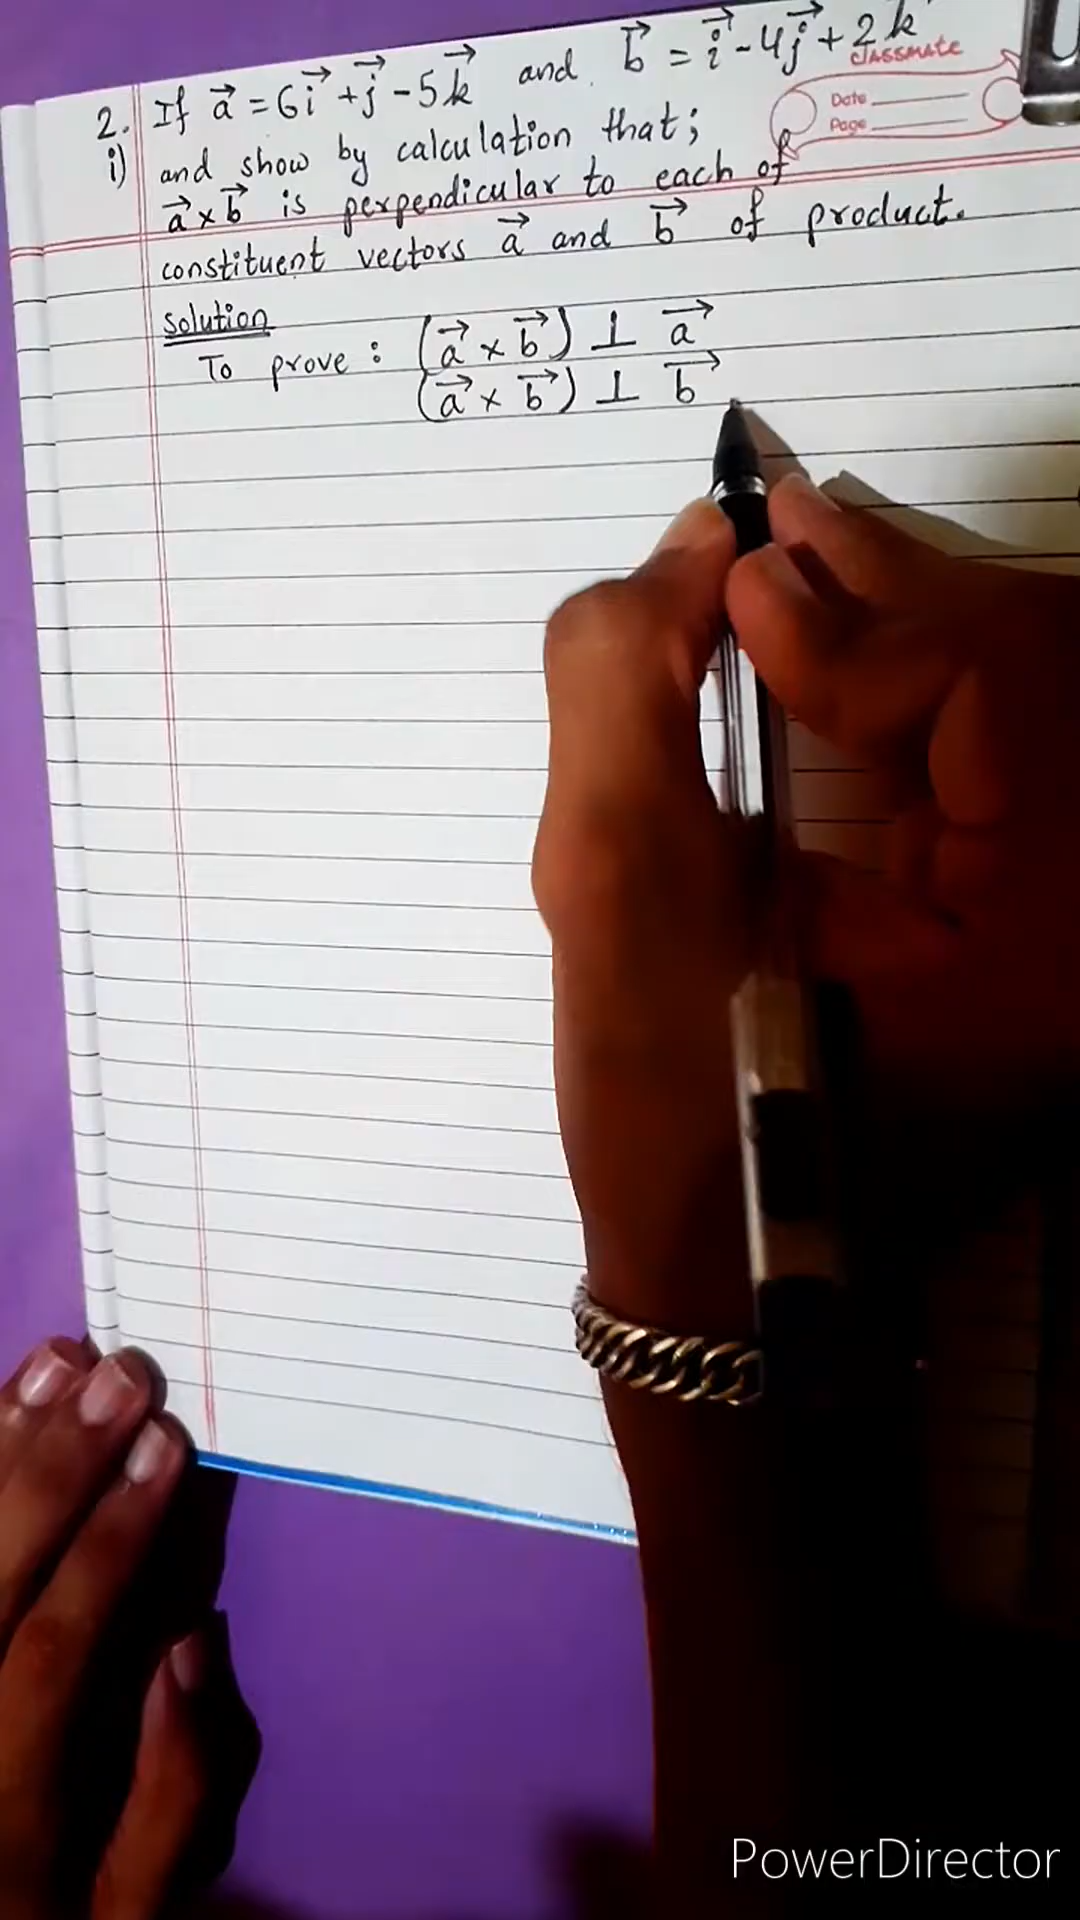 2. If a⃗ = 6i⃗ + j⃗ - 5k⃗ and b⃗ = i⃗ - 4j⃗ + 2k⃗
classmate
Date
Page
i) and show by calculation that;
a⃗ × b⃗ is perpendicular to each of
constituent vectors a⃗ and b⃗ of product.
solution
To prove : (a⃗ × b⃗) ⊥ a⃗
(a⃗ × b⃗) ⊥ b⃗
PowerDirector